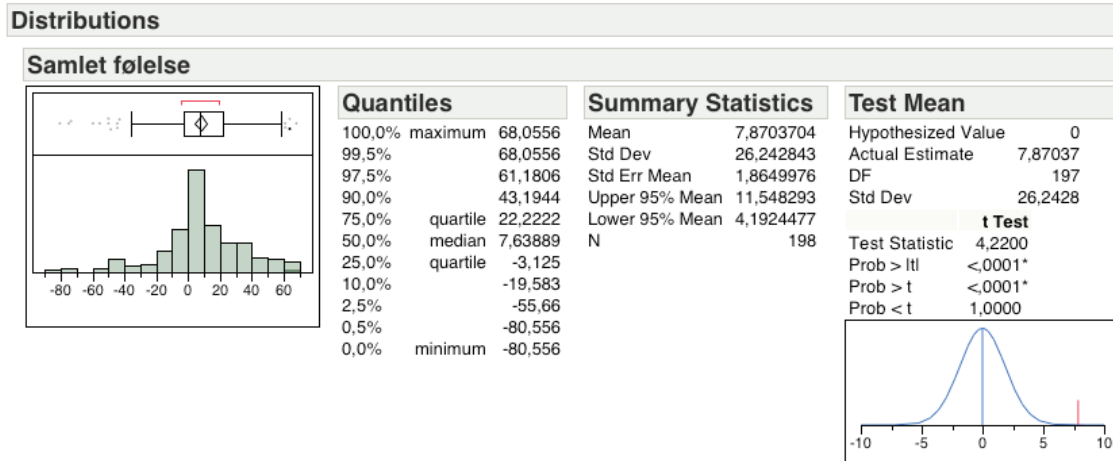 Distributions
Samlet følelse
-80 -60 -40 -20 0 20 40 60
Quantiles
100,0% maximum 68,0556
99,5% 68,0556
97,5% 61,1806
90,0% 43,1944
75,0% quartile 22,2222
50,0% median 7,63889
25,0% quartile -3,125
10,0% -19,583
2,5% -55,66
0,5% -80,556
0,0% minimum -80,556
Summary Statistics
Mean 7,8703704
Std Dev 26,242843
Std Err Mean 1,8649976
Upper 95% Mean 11,548293
Lower 95% Mean 4,1924477
N 198
Test Mean
Hypothesized Value 0
Actual Estimate 7,87037
DF 197
Std Dev 26,2428
t Test
Test Statistic 4,2200
Prob > ltl <,0001*
Prob > t <,0001*
Prob < t 1,0000
-10 -5 0 5 10